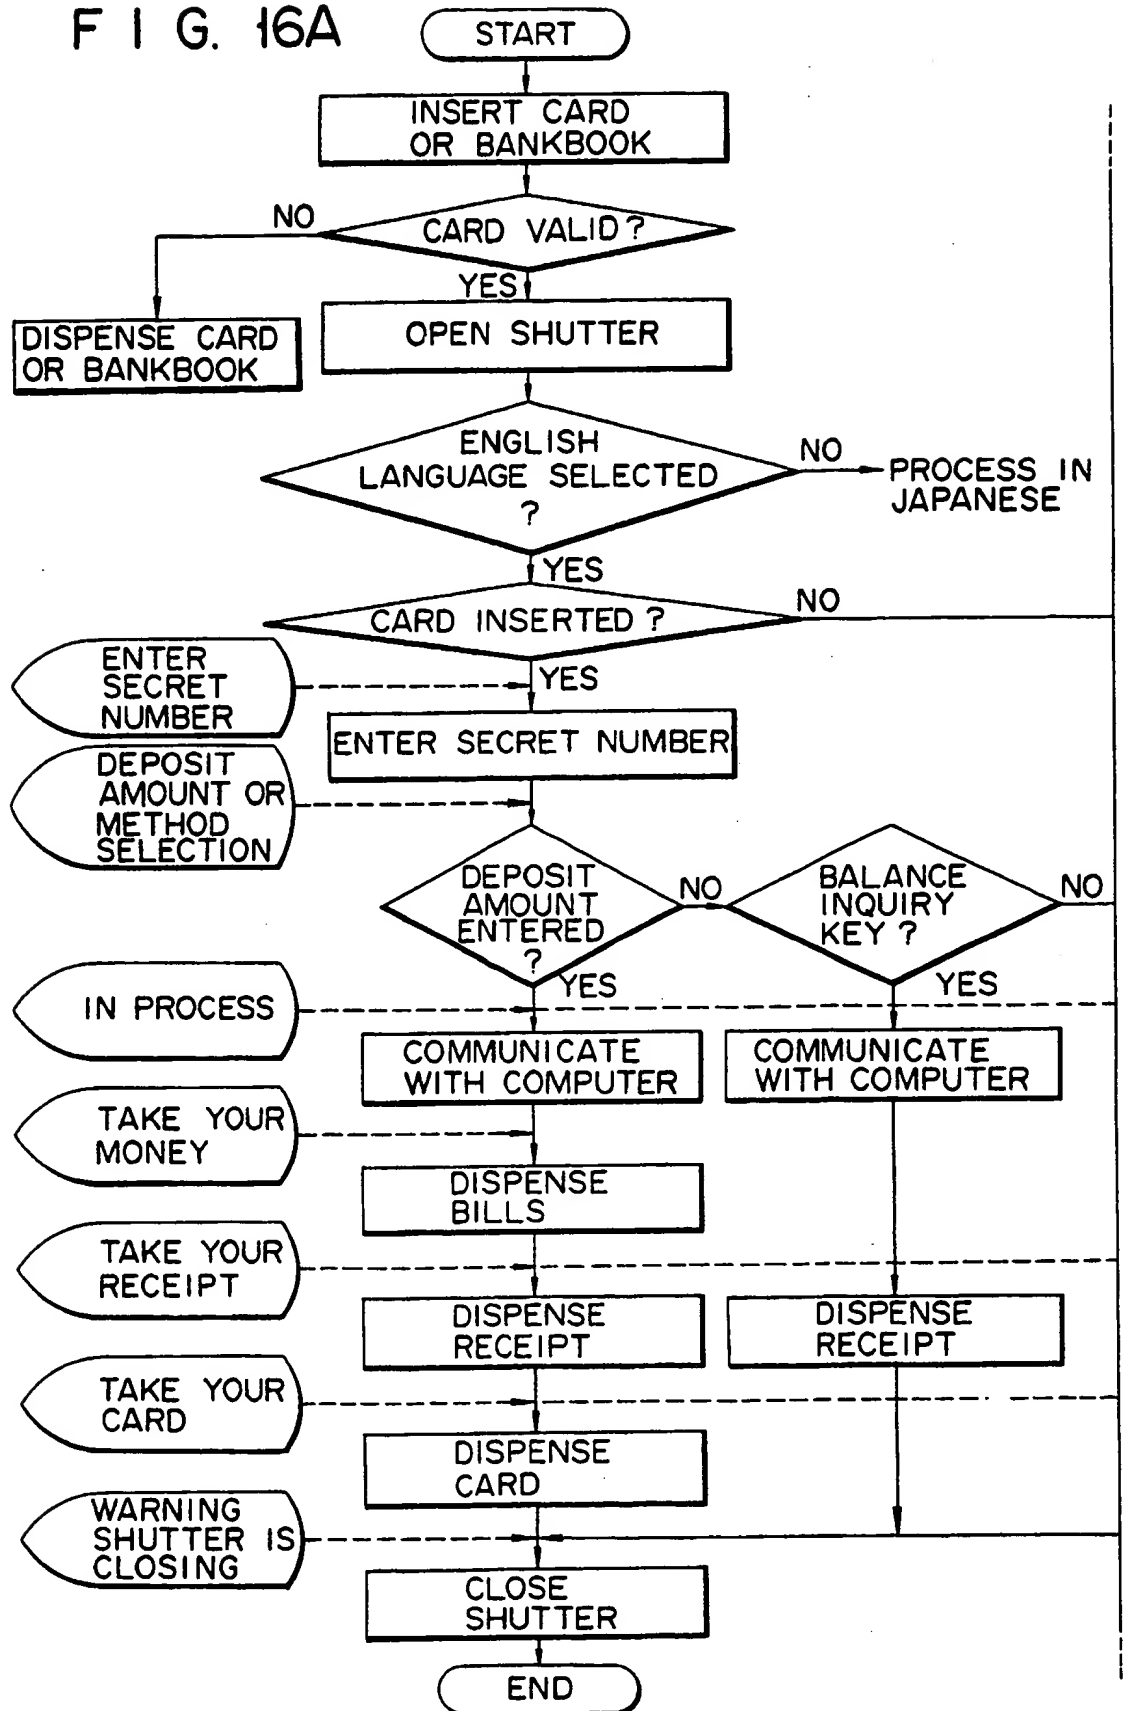 FIG. 16A
START
INSERT CARD
OR BANKBOOK
NO
CARD VALID?
YES
DISPENSE CARD
OR BANKBOOK
OPEN SHUTTER
ENGLISH
LANGUAGE SELECTED
?
NO
PROCESS IN
JAPANESE
YES
CARD INSERTED?
NO
ENTER
SECRET
NUMBER
YES
ENTER SECRET NUMBER
DEPOSIT
AMOUNT OR
METHOD
SELECTION
DEPOSIT
AMOUNT
ENTERED
?
NO
BALANCE
INQUIRY
KEY?
NO
YES
YES
IN PROCESS
COMMUNICATE
WITH COMPUTER
COMMUNICATE
WITH COMPUTER
TAKE YOUR
MONEY
DISPENSE
BILLS
TAKE YOUR
RECEIPT
DISPENSE
RECEIPT
DISPENSE
RECEIPT
TAKE YOUR
CARD
DISPENSE
CARD
WARNING
SHUTTER IS
CLOSING
CLOSE
SHUTTER
END